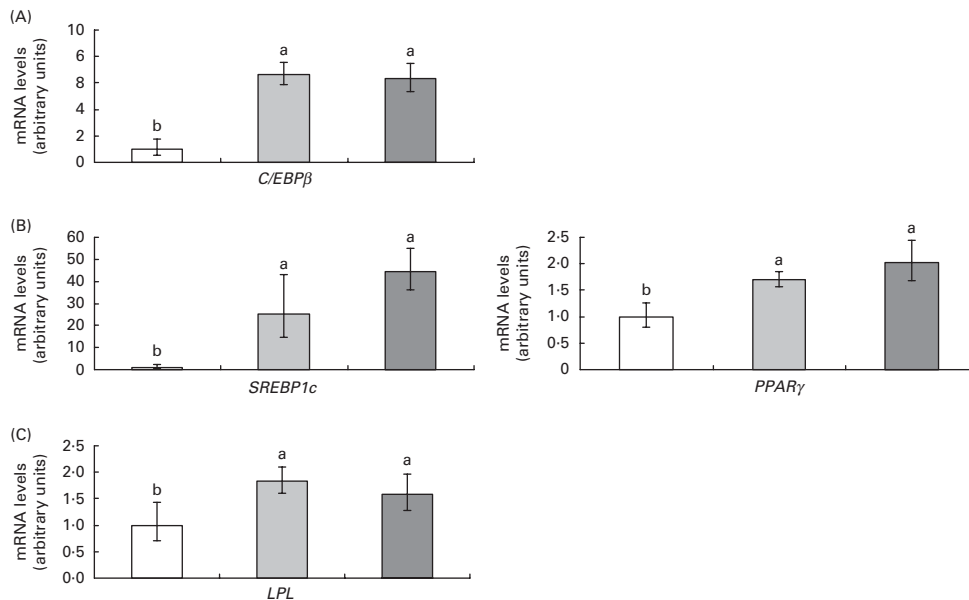 (A)
mRNA levels
(arbitrary units)
10
6
8
4
2
0
b
a
a
C/EBPβ
(B)
mRNA levels
(arbitrary units)
60
50
40
30
20
10
0
b
a
a
SREBP1c
mRNA levels
(arbitrary units)
2·5
2·0
1·5
1·0
0·5
0
b
a
a
PPARγ
(C)
mRNA levels
(arbitrary units)
2·5
2·0
1·5
1·0
0·5
0·0
b
a
a
LPL